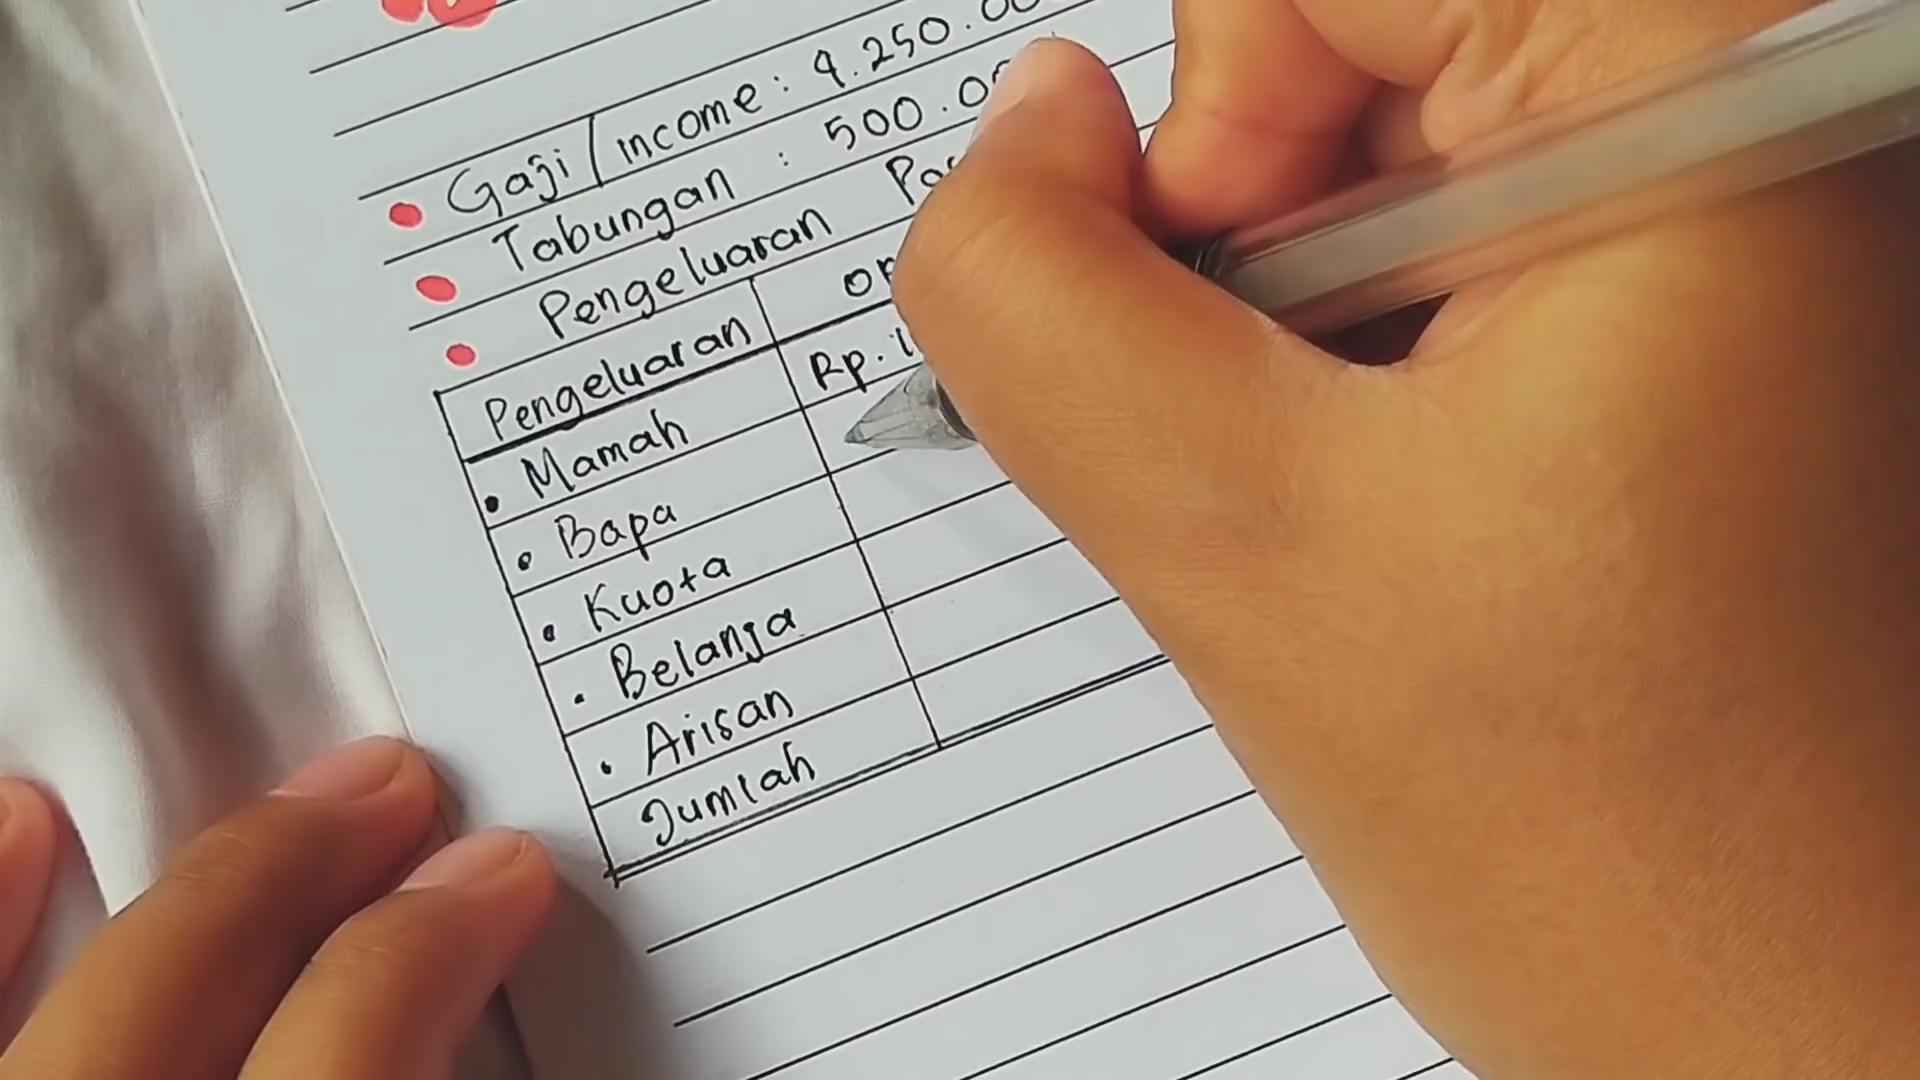 Gaji/income : 4.250.00
Tabungan : 500.00
Pengeluaran
Pengeluaran
• Mamah Rp.
• Bapa
• Kuota
• Belanja
• Arisan
Jumlah